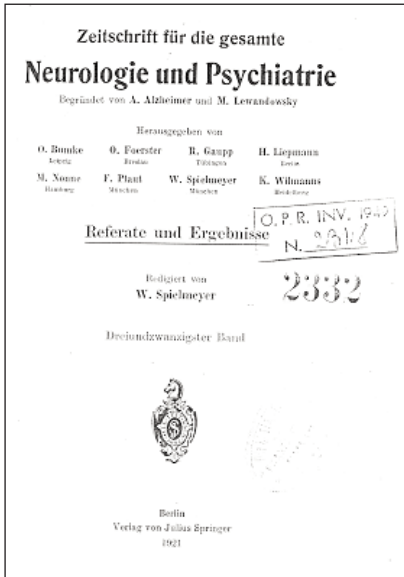 Zeitschrift für die gesamte
Neurologie und Psychiatrie
Begründet von A. Alzheimer und M. Lewandowsky
Herausgegeben von
O. Bumke O. Foerster R. Gaupp H. Liepmann
Leipzig Breslau Tübingen Berlin
M. Nonne F. Plaut W. Spielmeyer K. Wilmanns
Hamburg München München Heidelberg
Referate und Ergebnisse
O. P. R. INV.
N.
Redigiert von
W. Spielmeyer
2332
Dreiundzwanzigster Band
Berlin
Verlag von Julius Springer
1921